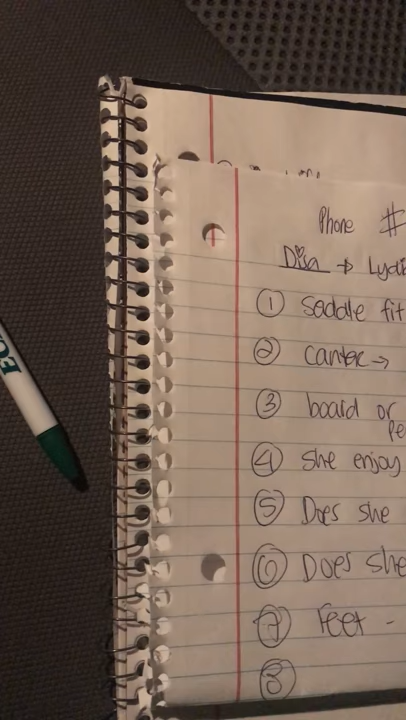 Phone #
Diva → Lydi
① saddle fit
② canter →
③ board or
pe
④ she enjoy
⑤ Does she
⑥ Does she
⑦ Feet -
⑧